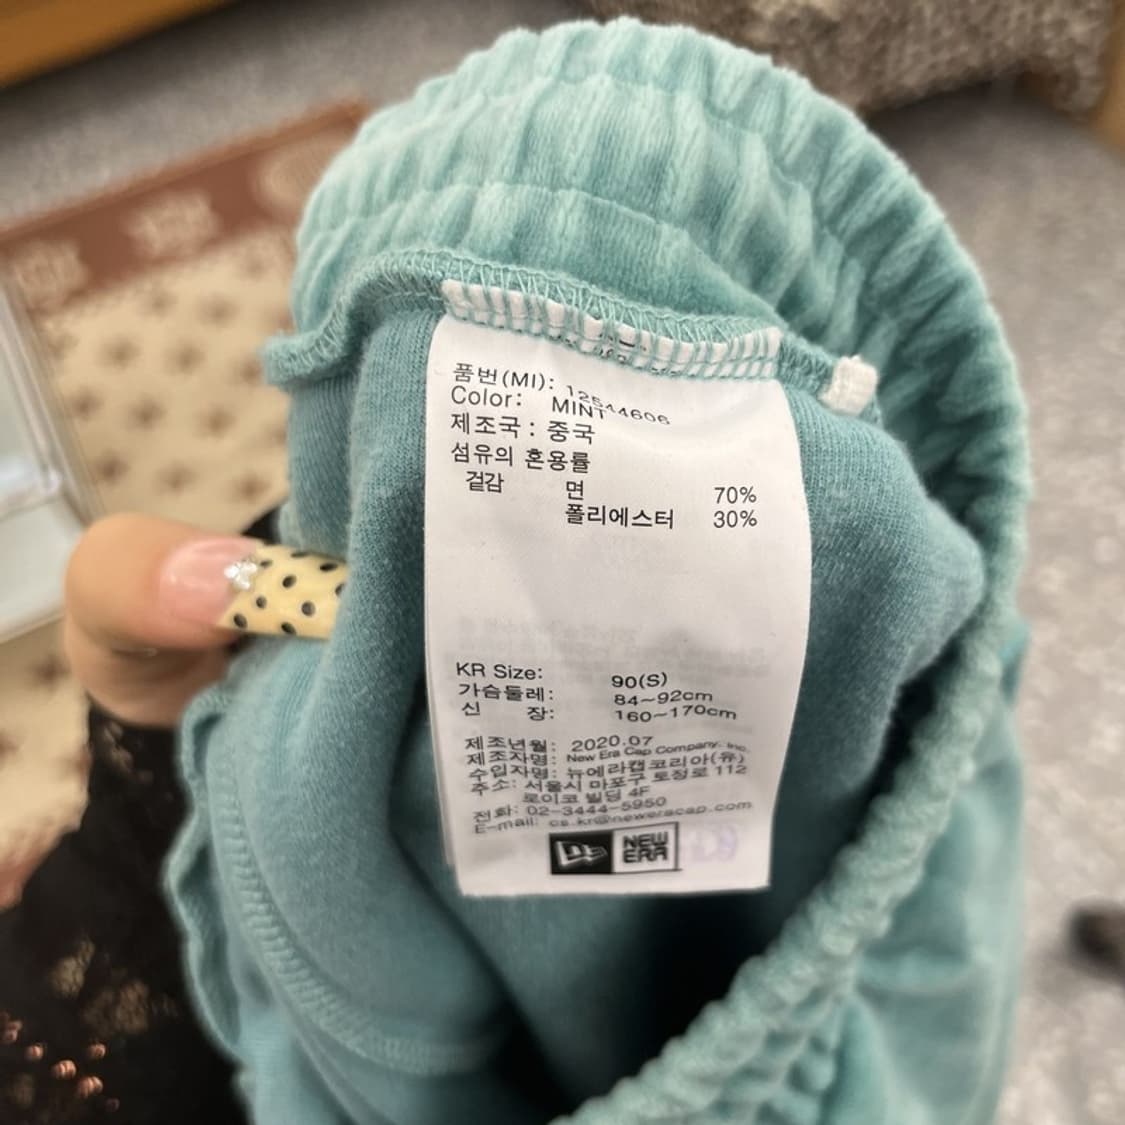 품번(MI): 12544606
Color: MINT
제조국 : 중국
섬유의 혼용률
겉감 면 70%
폴리에스터 30%
KR Size: 90(S)
가슴둘레: 84~92cm
신 장: 160~170cm
제조년월: 2020.07
제조자명: New Era Cap Company. Inc.
수입자명: 뉴에라캡코리아(유)
주소: 서울시 마포구 토정로 112
로이코 빌딩 4F
전화: 02-3444-5950
E-mail: cs.kr@neweracap.com
NEW
ERA